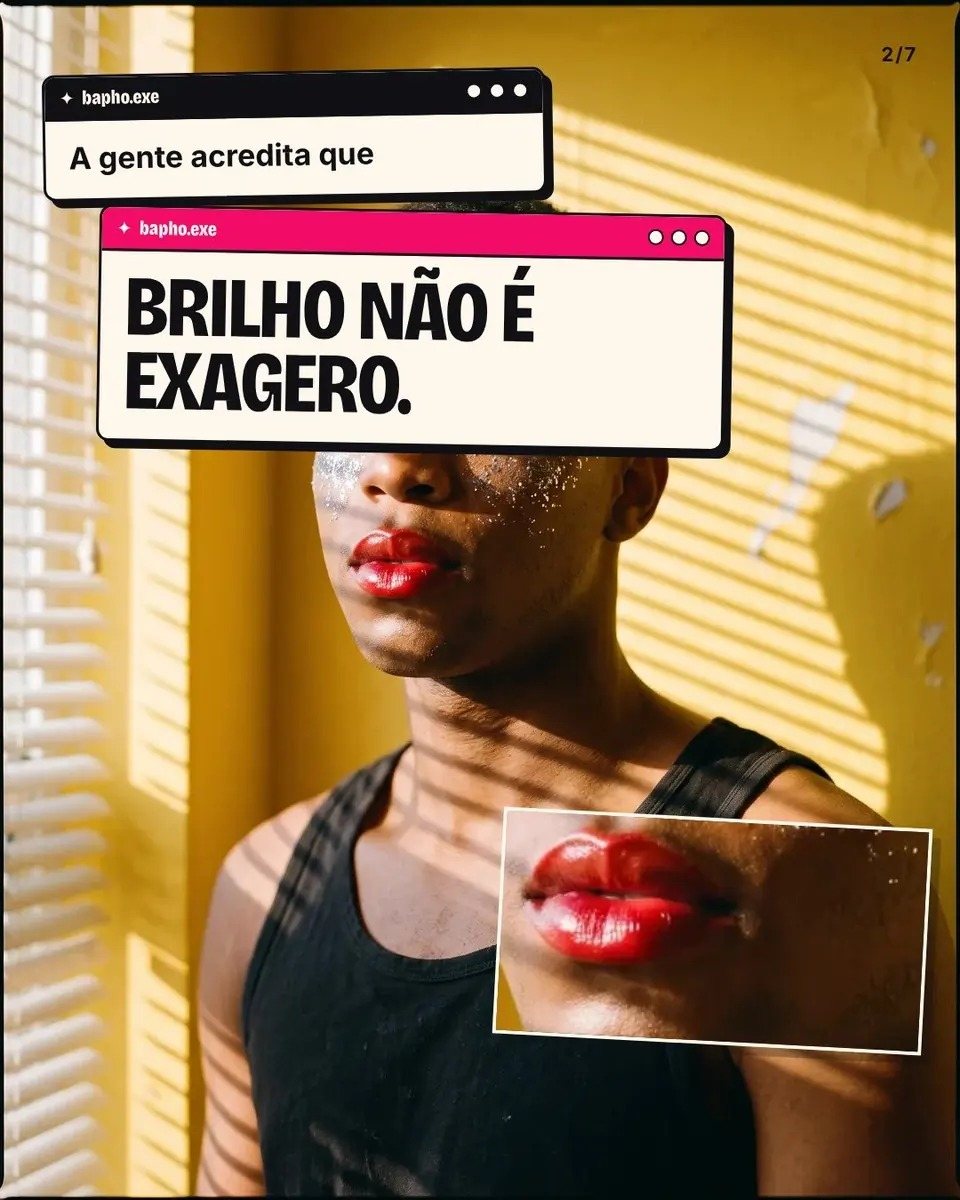 2/7
✦ bapho.exe
A gente acredita que
✦ bapho.exe
BRILHO NÃO É
EXAGERO.